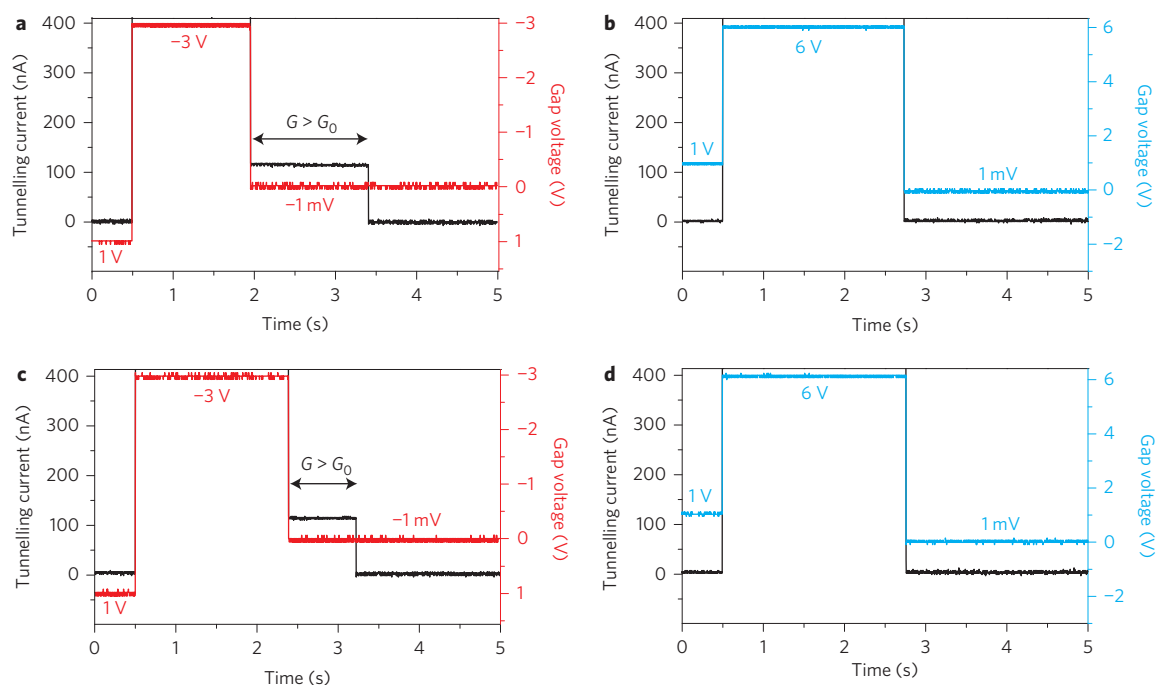 a
400
300
200
100
0
Tunnelling current (nA)
−3 V
G > G0
−1 mV
1 V
−3
−2
−1
0
1
Gap voltage (V)
0 1 2 3 4 5
Time (s)
b
400
300
200
100
0
Tunnelling current (nA)
6 V
1 V
1 mV
6
4
2
0
−2
Gap voltage (V)
0 1 2 3 4 5
Time (s)
c
400
300
200
100
0
Tunnelling current (nA)
−3 V
G > G0
−1 mV
1 V
−3
−2
−1
0
1
Gap voltage (V)
0 1 2 3 4 5
Time (s)
d
400
300
200
100
0
Tunnelling current (nA)
6 V
1 V
1 mV
6
4
2
0
−2
Gap voltage (V)
0 1 2 3 4 5
Time (s)